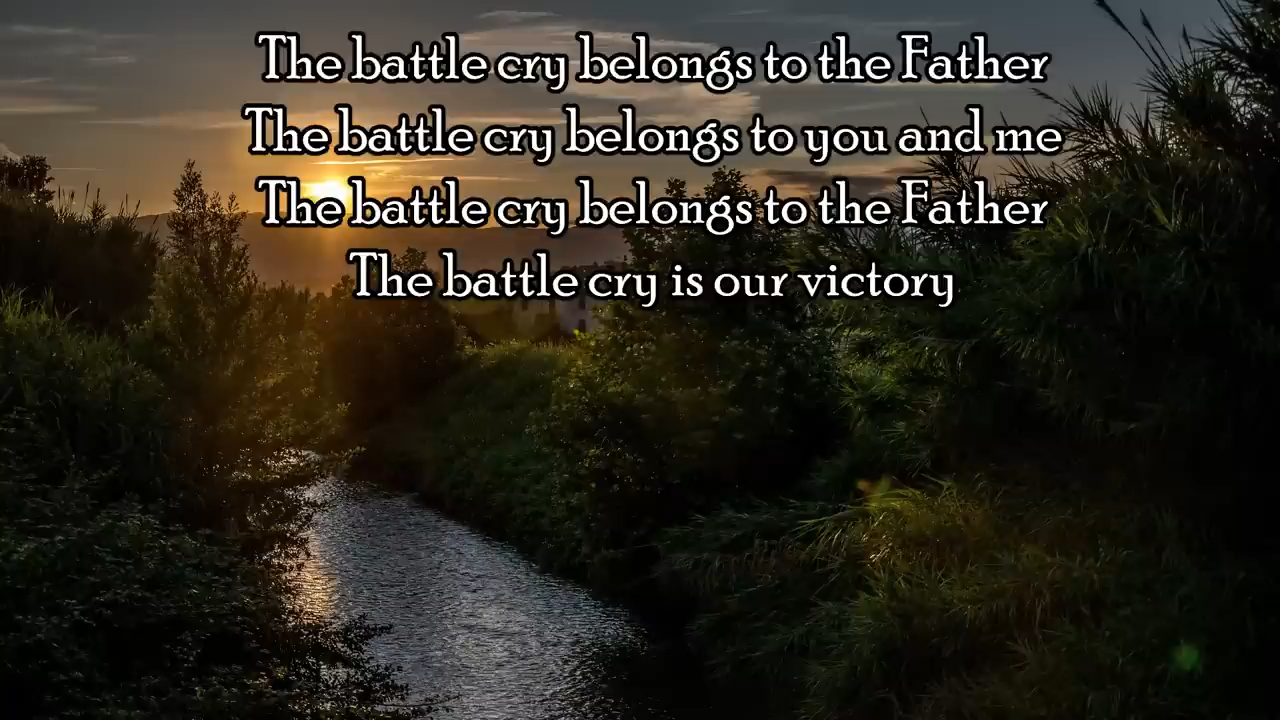 The battle cry belongs to the Father
The battle cry belongs to you and me
The battle cry belongs to the Father
The battle cry is our victory